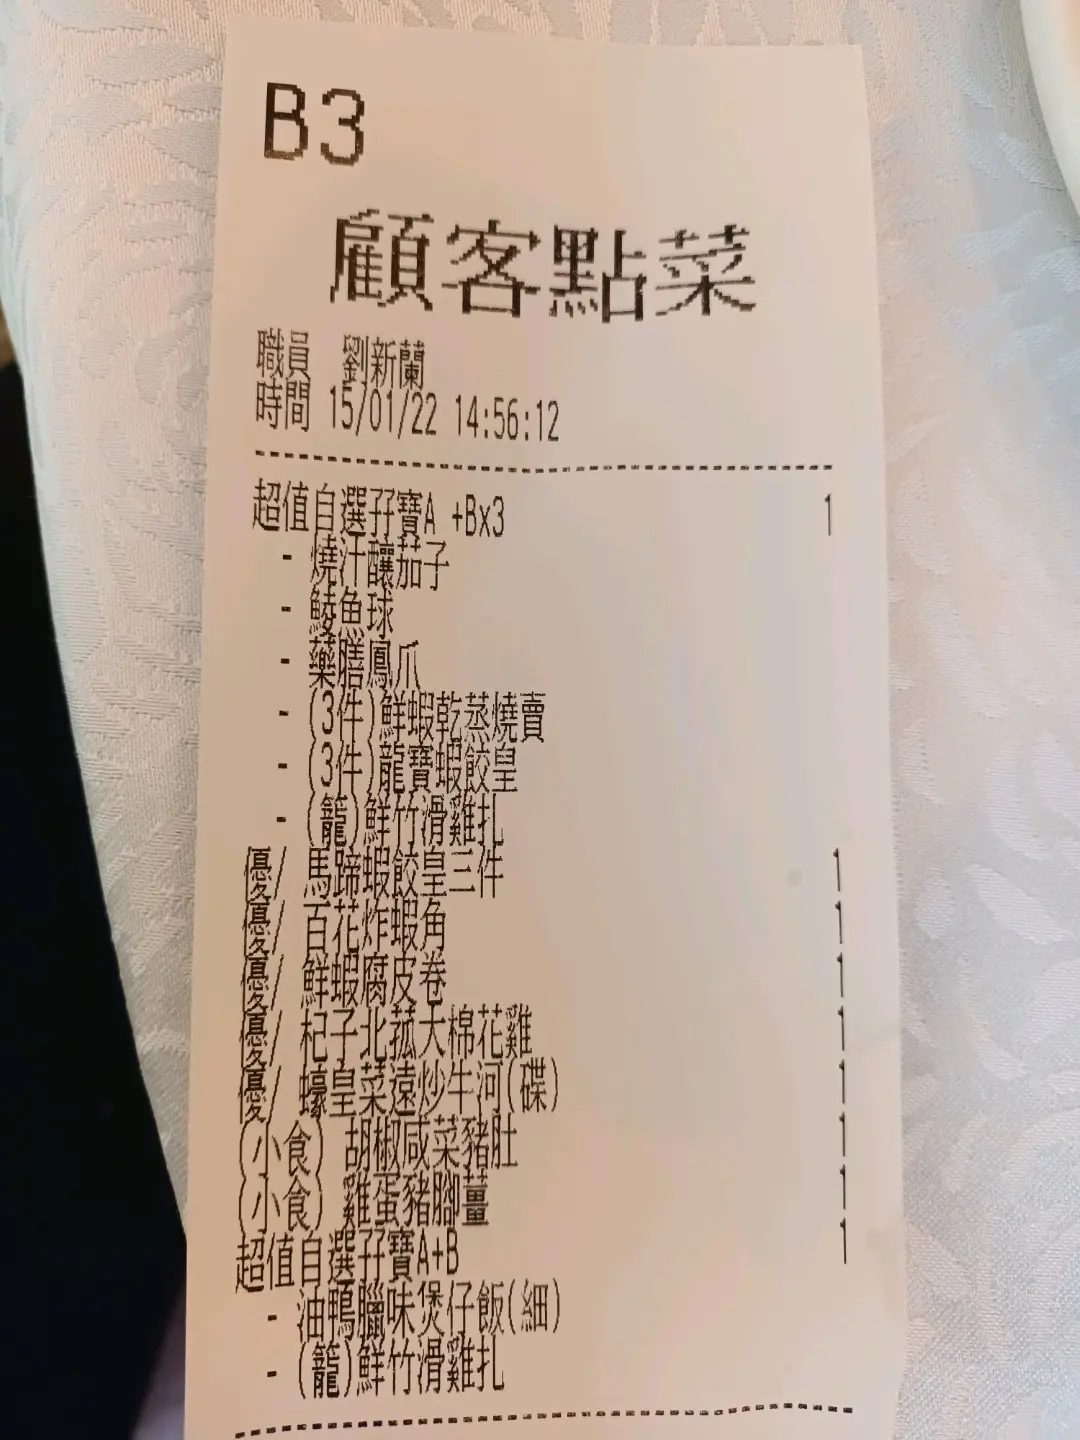 B3
顧客點菜
職員 劉新蘭
時間 15/01/22 14:56:12
超值自選孖寶A +Bx3 1
- 燒汁釀茄子
- 鯪魚球
- 藥膳鳳爪
- (3件)鮮蝦乾蒸燒賣
- (3件)龍寶蝦餃皇
- (籠)鮮竹滑雞扎
優/ 馬蹄蝦餃皇三件 1
優/ 百花炸蝦角 1
優/ 鮮蝦腐皮卷 1
優/ 杞子北菰大棉花雞 1
優/ 蠔皇菜遠炒牛河(碟) 1
(小食) 胡椒咸菜豬肚 1
(小食) 雞蛋豬腳薑 1
超值自選孖寶A+B 1
- 油鴨臘味煲仔飯(細)
- (籠)鮮竹滑雞扎